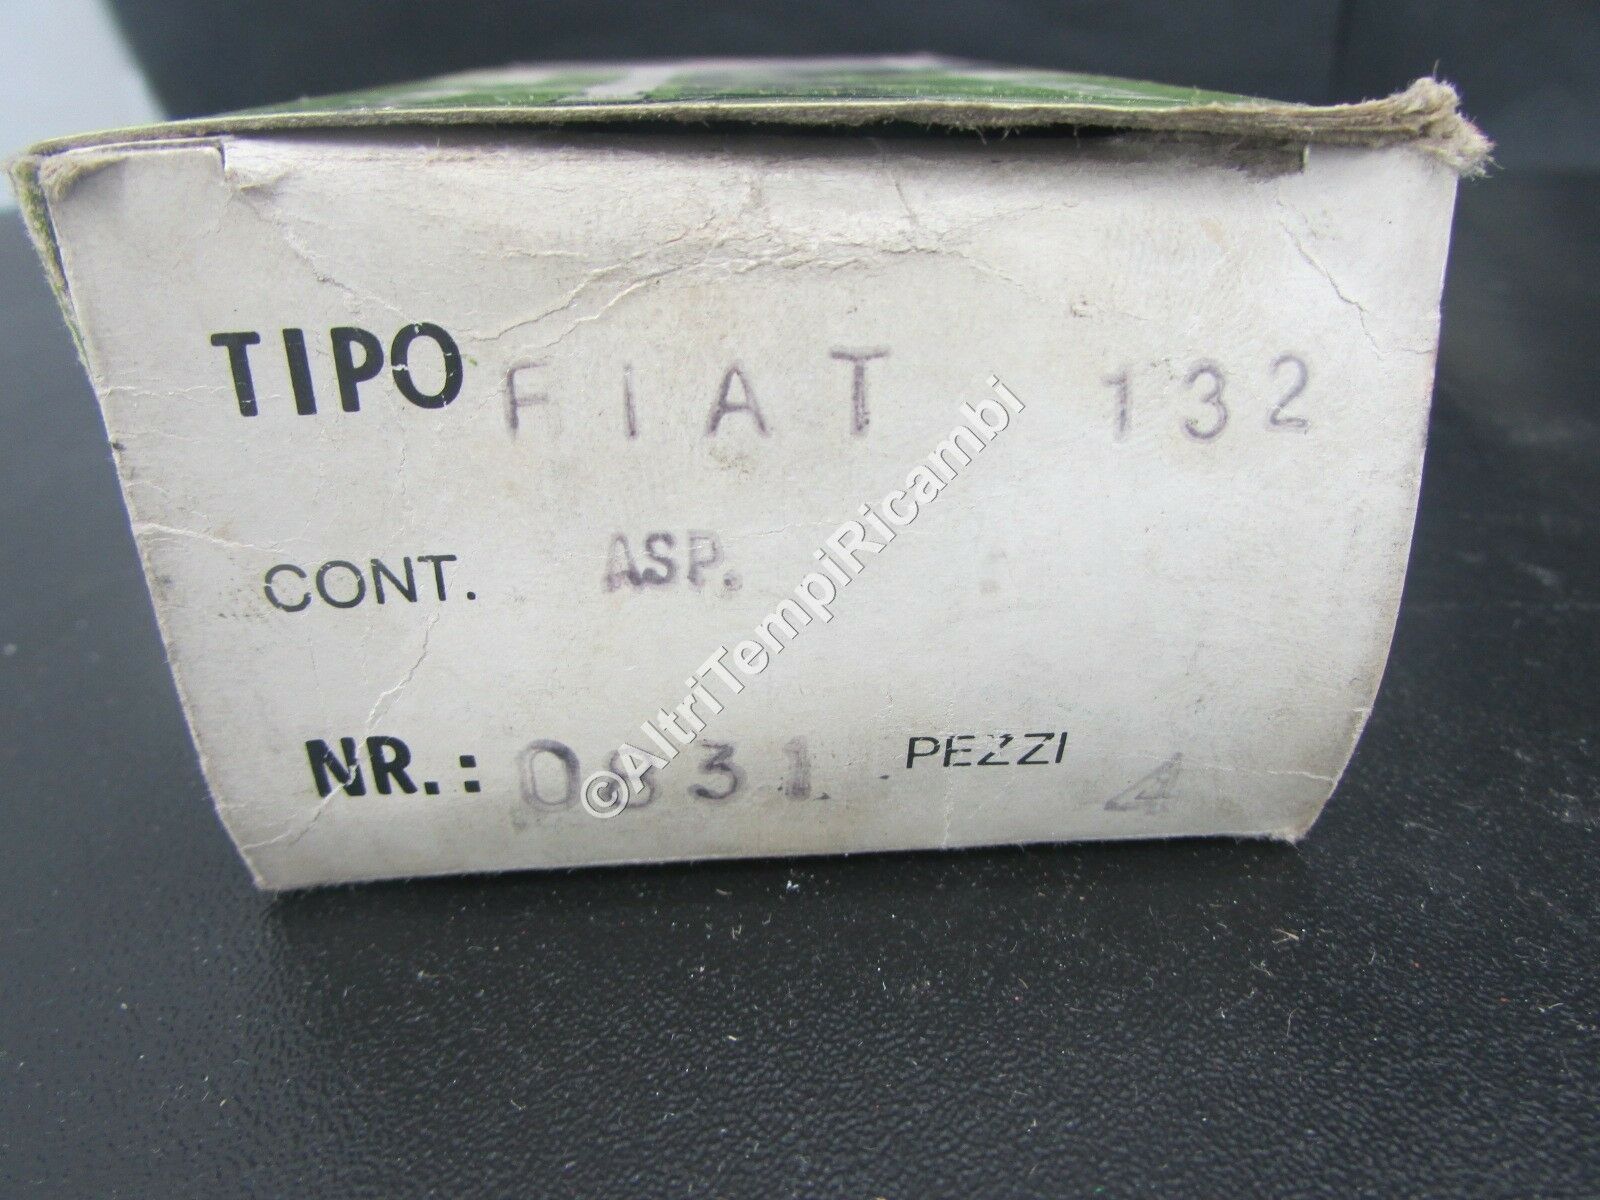 TIPO FIAT 132
CONT. ASP.
NR.: 0831 PEZZI 4
©AltriTempiRicambi